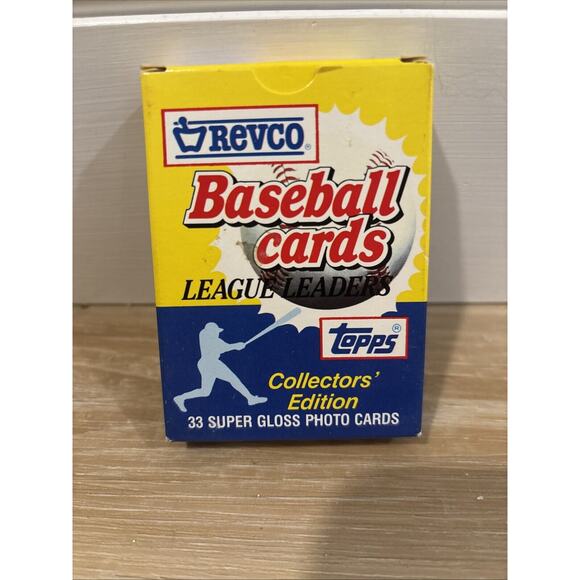 REVCO®
Baseball
cards
LEAGUE LEADERS
TOPPS®
Collectors'
Edition
33 SUPER GLOSS PHOTO CARDS